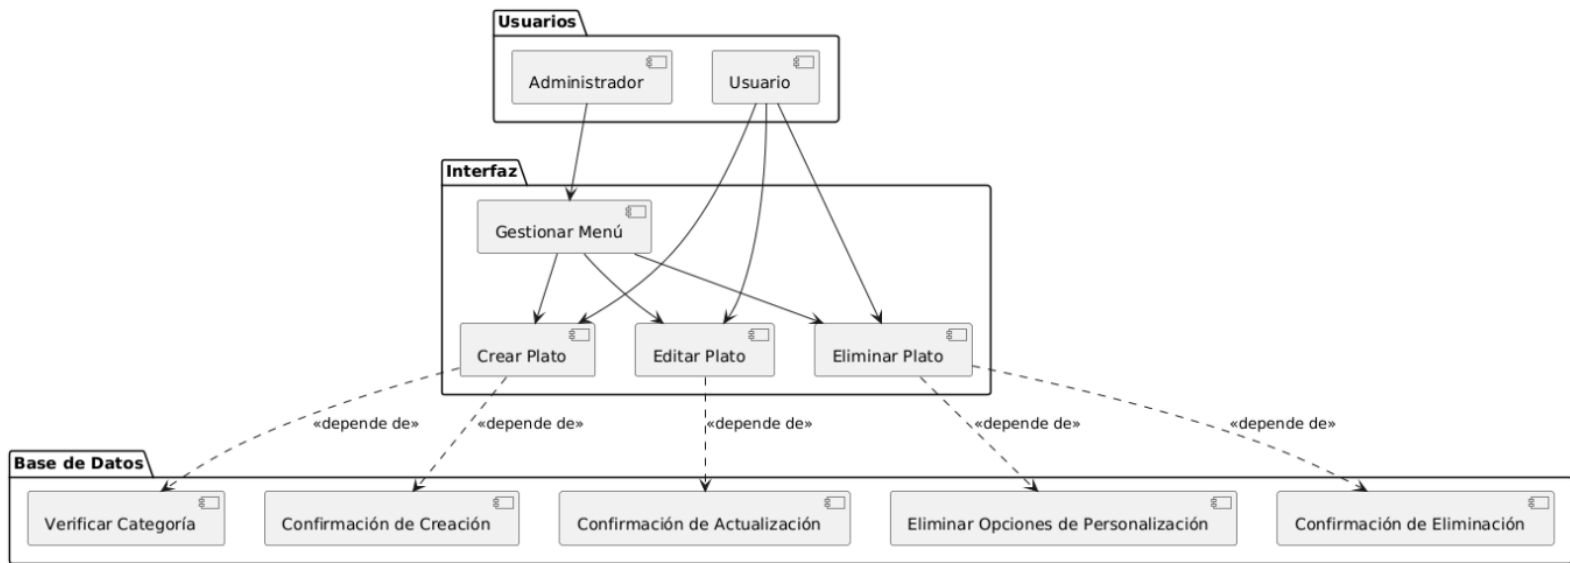 Usuarios
Administrador
Usuario
Interfaz
Gestionar Menú
Crear Plato
Editar Plato
Eliminar Plato
«depende de»
«depende de»
«depende de»
«depende de»
«depende de»
Base de Datos
Verificar Categoría
Confirmación de Creación
Confirmación de Actualización
Eliminar Opciones de Personalización
Confirmación de Eliminación